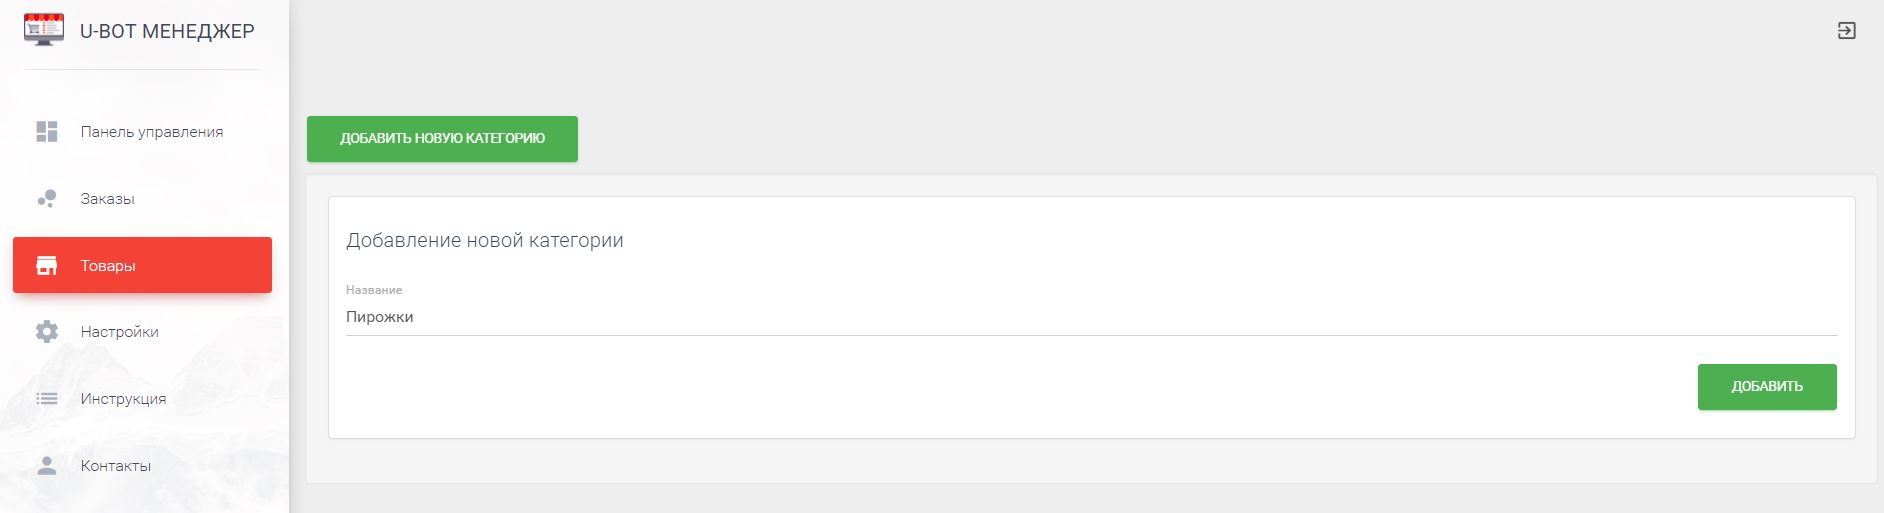 U-BOT МЕНЕДЖЕР
Панель управления
Заказы
Товары
Настройки
Инструкция
Контакты
ДОБАВИТЬ НОВУЮ КАТЕГОРИЮ
Добавление новой категории
Название
Пирожки
ДОБАВИТЬ